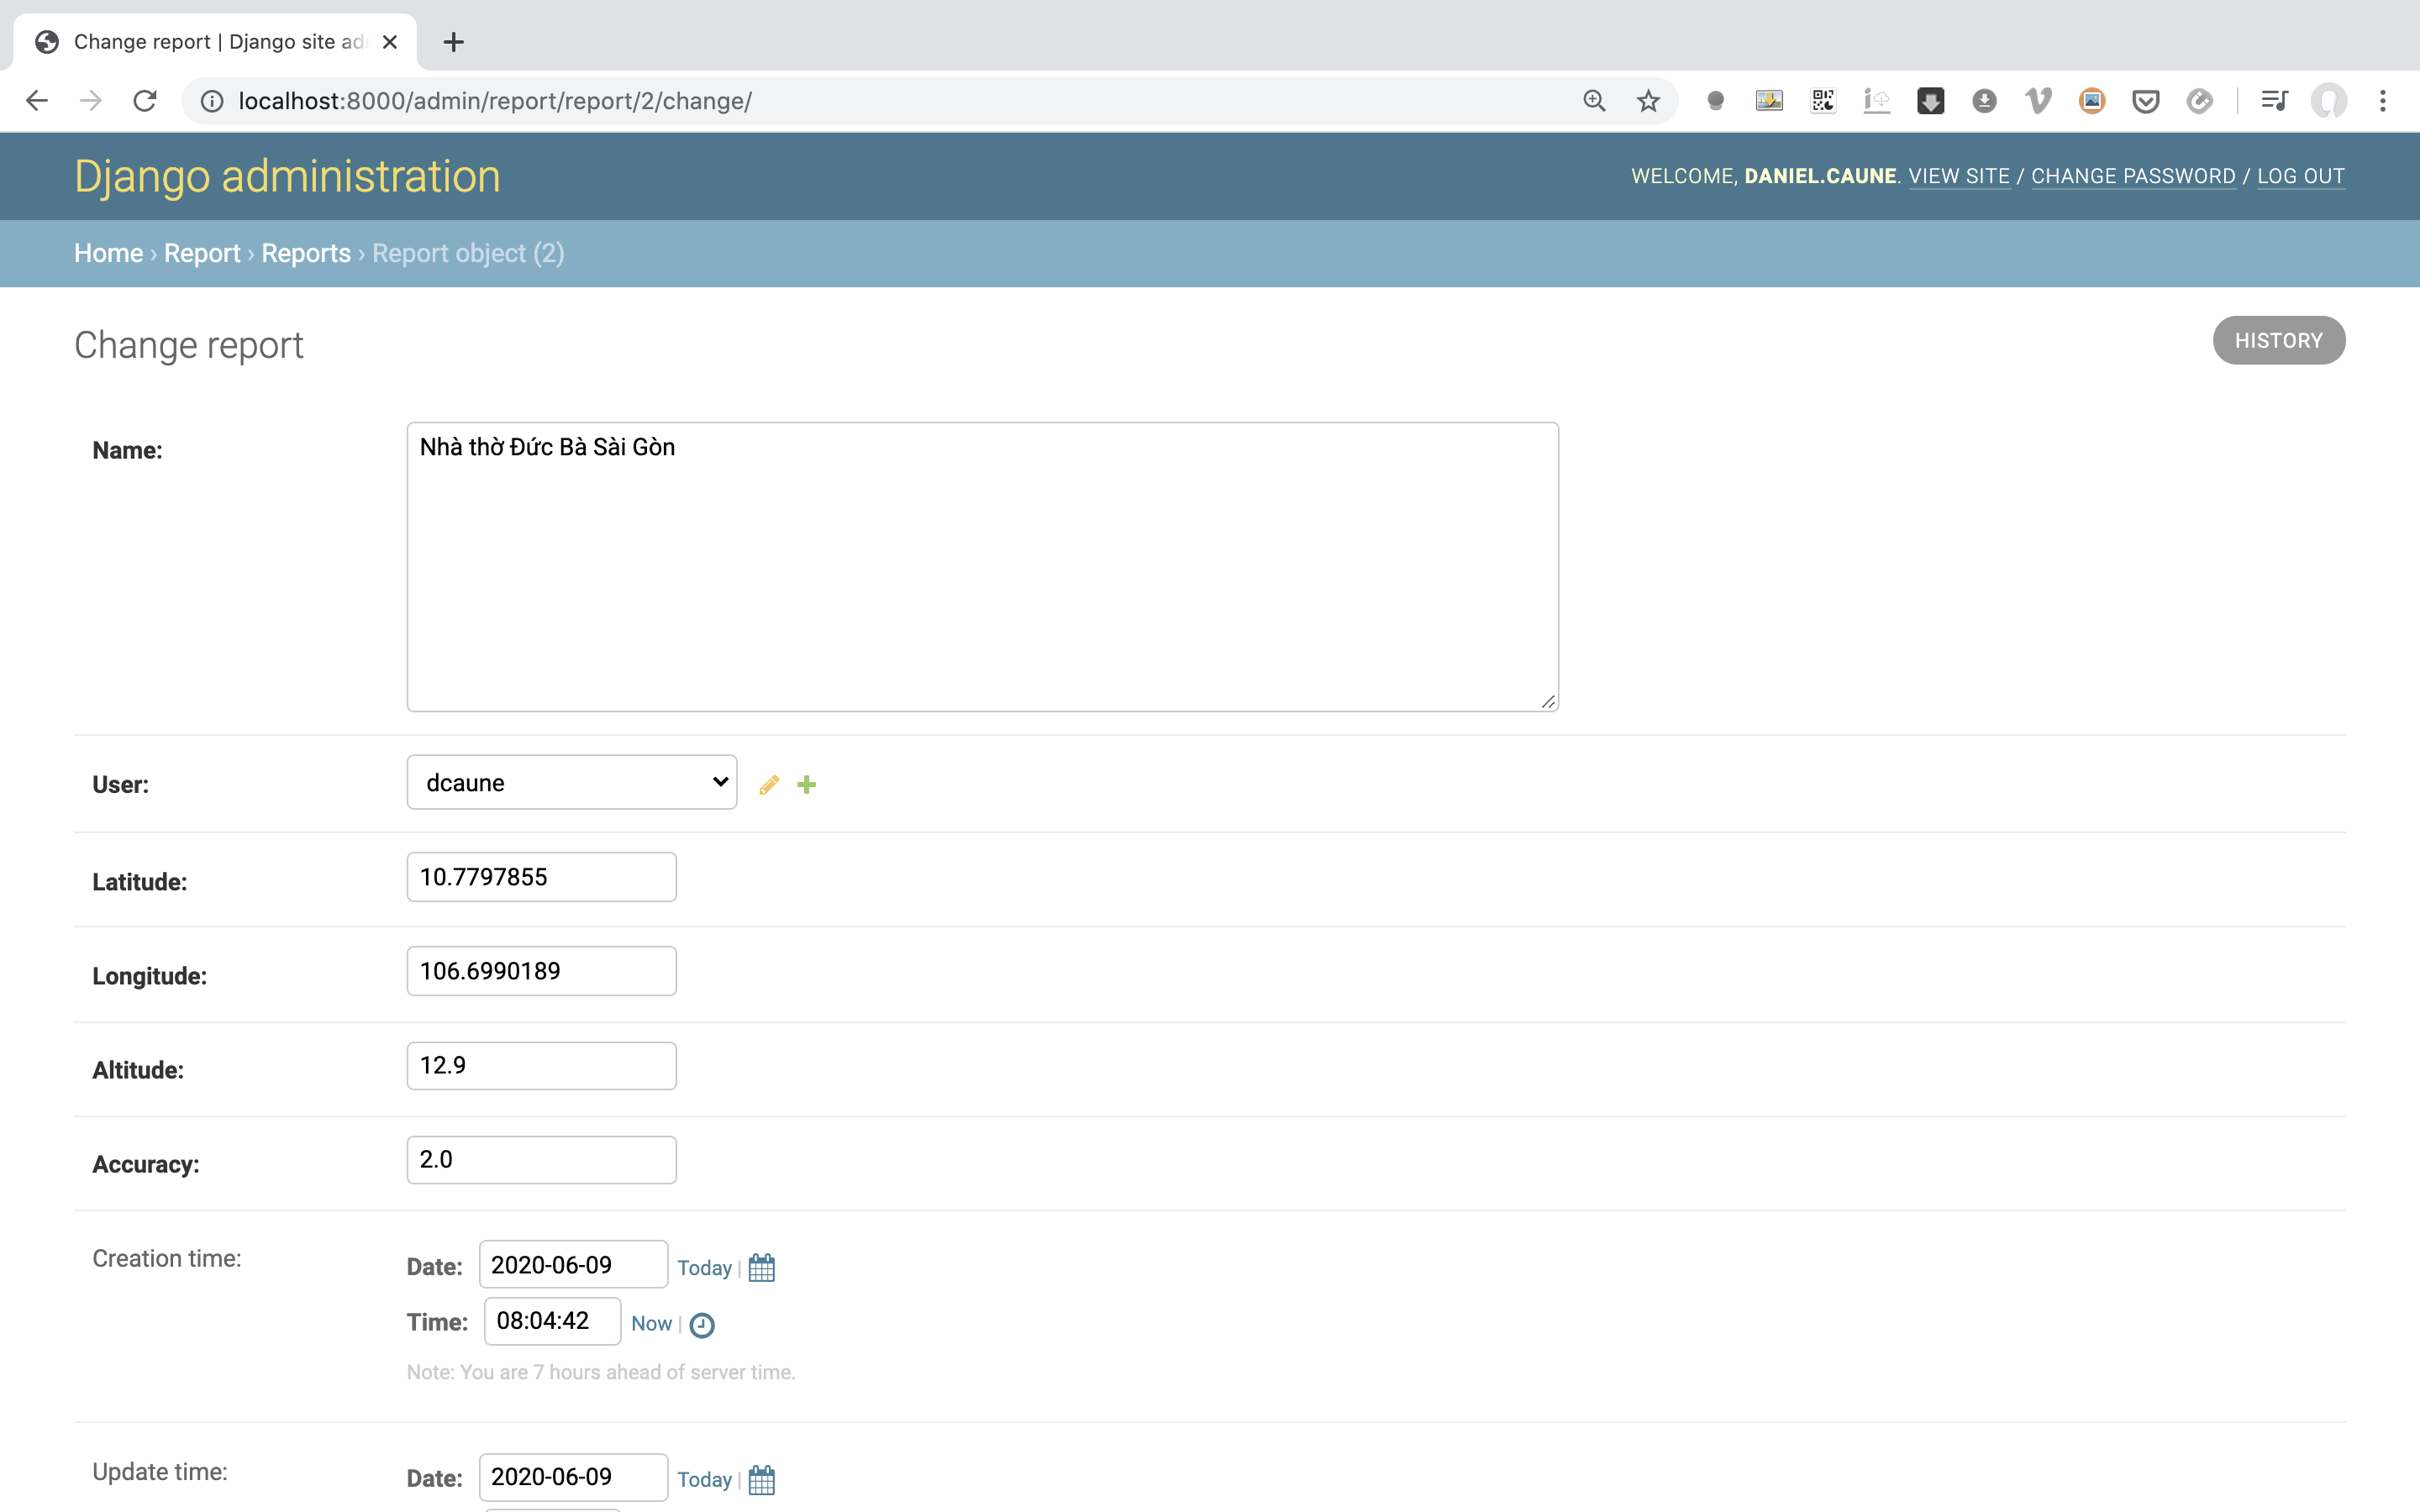 Change report | Django site ad
localhost:8000/admin/report/report/2/change/
Django administration
WELCOME, DANIEL.CAUNE. VIEW SITE / CHANGE PASSWORD / LOG OUT
Home › Report › Reports › Report object (2)
Change report
HISTORY
Name:
Nhà thờ Đức Bà Sài Gòn
User:
dcaune
Latitude:
10.7797855
Longitude:
106.6990189
Altitude:
12.9
Accuracy:
2.0
Creation time:
Date: 2020-06-09 Today |
Time: 08:04:42 Now |
Note: You are 7 hours ahead of server time.
Update time:
Date: 2020-06-09 Today |